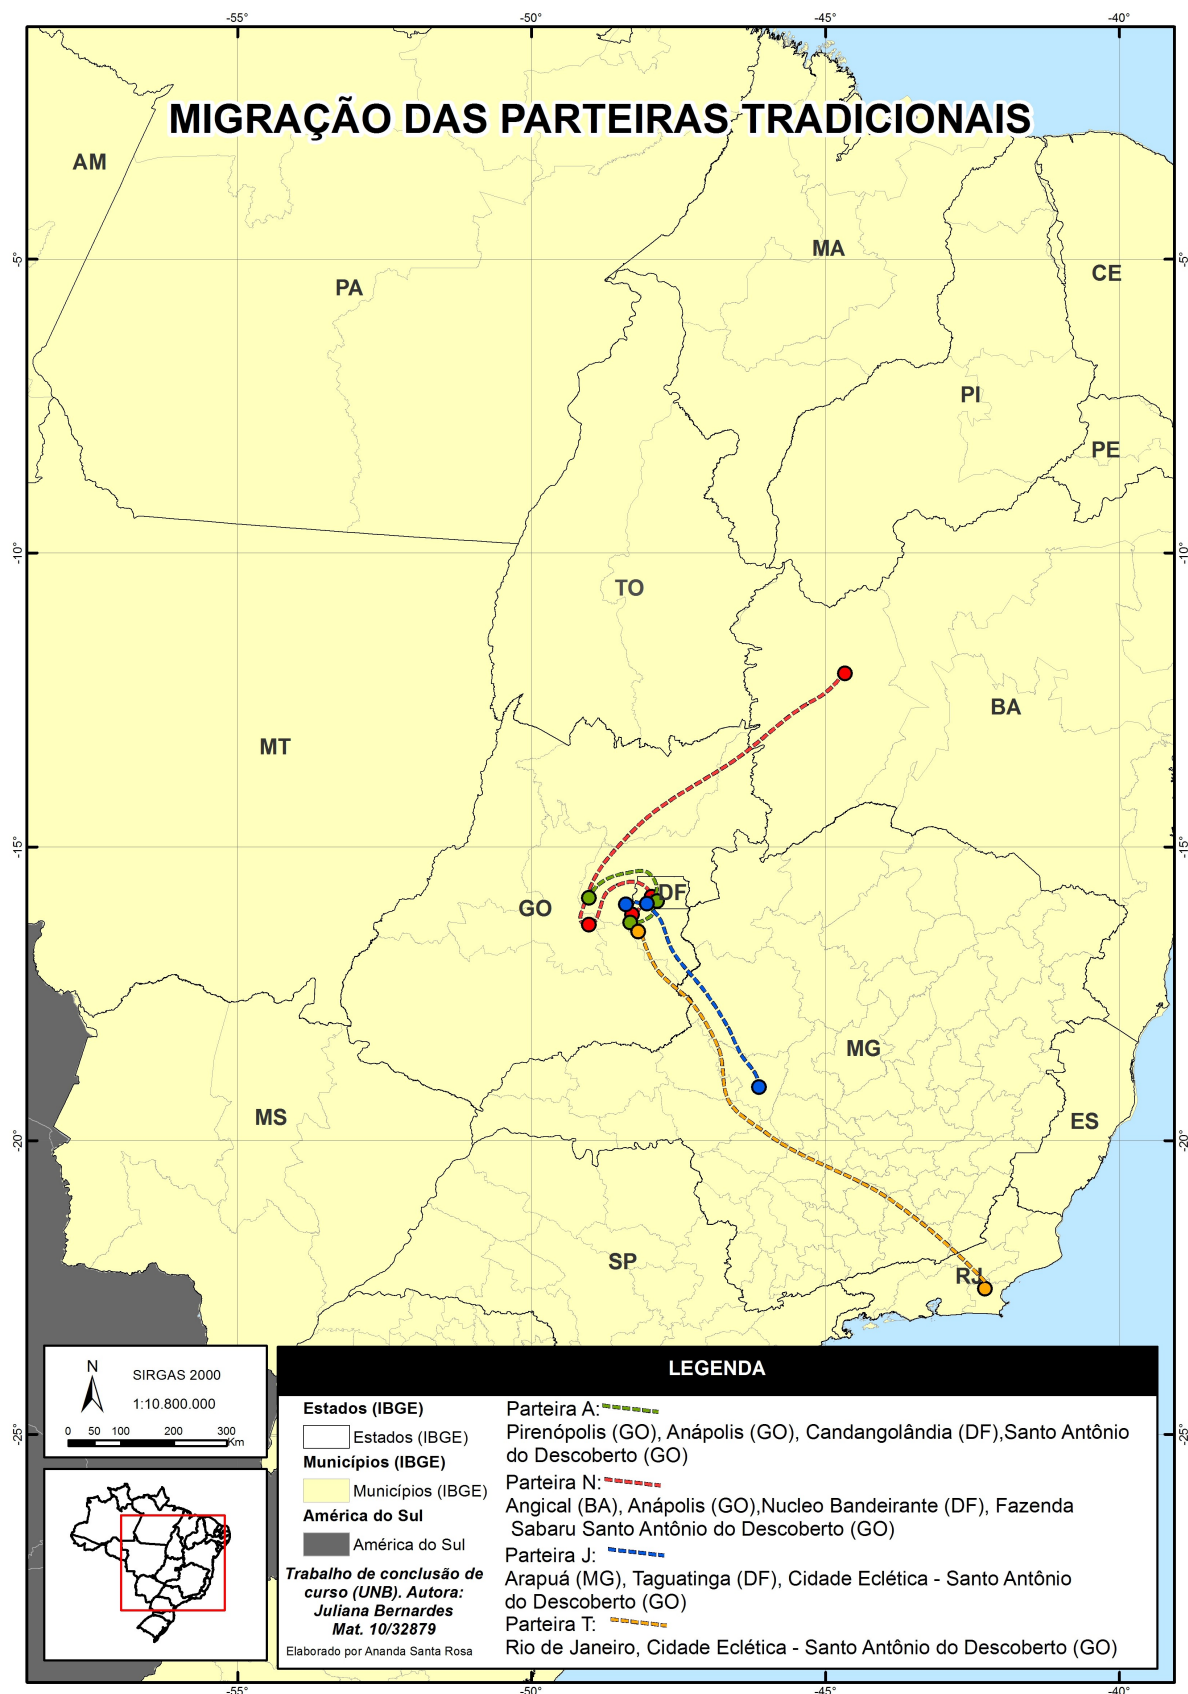 -55°
-50°
-45°
-40°
MIGRAÇÃO DAS PARTEIRAS TRADICIONAIS
AM
MA
-5°
-5°
CE
PA
PI
PE
-10°
-10°
TO
BA
MT
-15°
-15°
DF
GO
MG
MS
ES
-20°
-20°
SP
RJ
N
SIRGAS 2000
1:10.800.000
0 50 100 200 300
Km
-25°
-25°
LEGENDA
Estados (IBGE)
Estados (IBGE)
Municípios (IBGE)
Municípios (IBGE)
América do Sul
América do Sul
Trabalho de conclusão de
curso (UNB). Autora:
Juliana Bernardes
Mat. 10/32879
Elaborado por Ananda Santa Rosa
Parteira A:
Pirenópolis (GO), Anápolis (GO), Candangolândia (DF),Santo Antônio
do Descoberto (GO)
Parteira N:
Angical (BA), Anápolis (GO),Nucleo Bandeirante (DF), Fazenda
Sabaru Santo Antônio do Descoberto (GO)
Parteira J:
Arapuá (MG), Taguatinga (DF), Cidade Eclética - Santo Antônio
do Descoberto (GO)
Parteira T:
Rio de Janeiro, Cidade Eclética - Santo Antônio do Descoberto (GO)
-55°
-50°
-45°
-40°